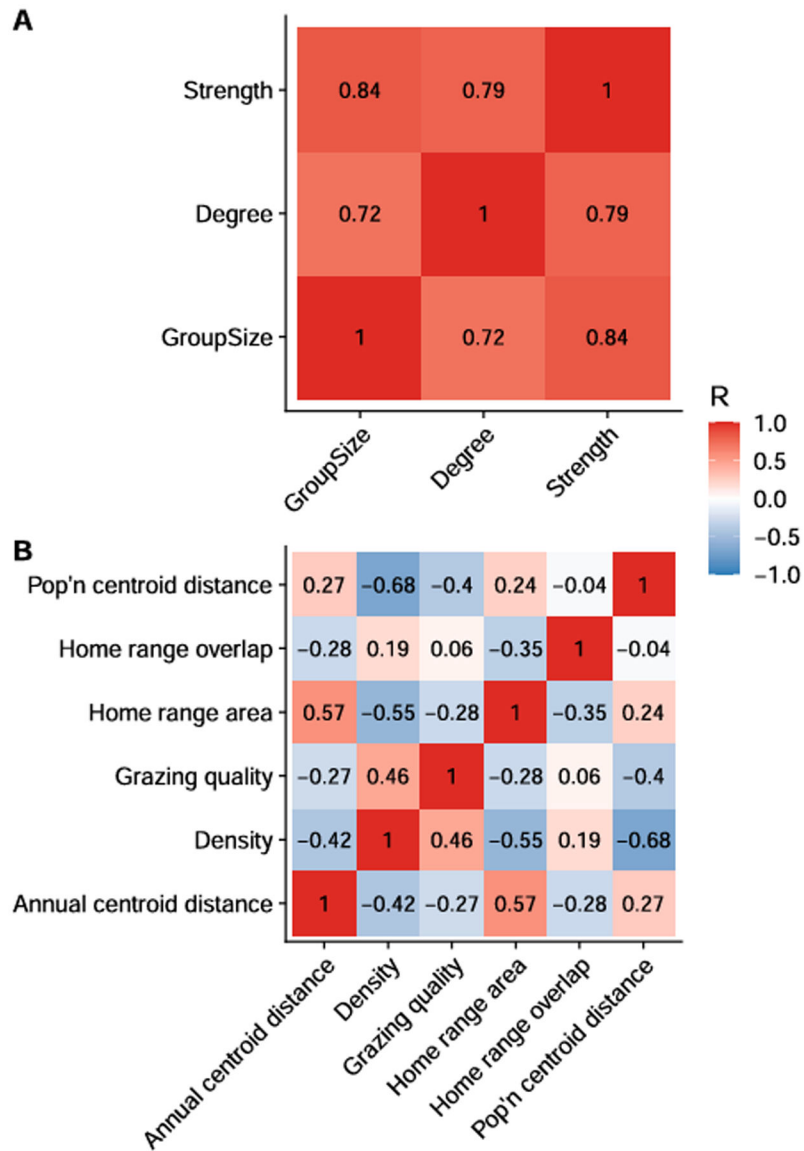 A
Strength 0.84 0.79 1
Degree 0.72 1 0.79
GroupSize 1 0.72 0.84
GroupSize Degree Strength
R
1.0
0.5
0.0
−0.5
−1.0
B
Pop'n centroid distance 0.27 −0.68 −0.4 0.24 −0.04 1
Home range overlap −0.28 0.19 0.06 −0.35 1 −0.04
Home range area 0.57 −0.55 −0.28 1 −0.35 0.24
Grazing quality −0.27 0.46 1 −0.28 0.06 −0.4
Density −0.42 1 0.46 −0.55 0.19 −0.68
Annual centroid distance 1 −0.42 −0.27 0.57 −0.28 0.27
Annual centroid distance Density Grazing quality Home range area Home range overlap Pop'n centroid distance